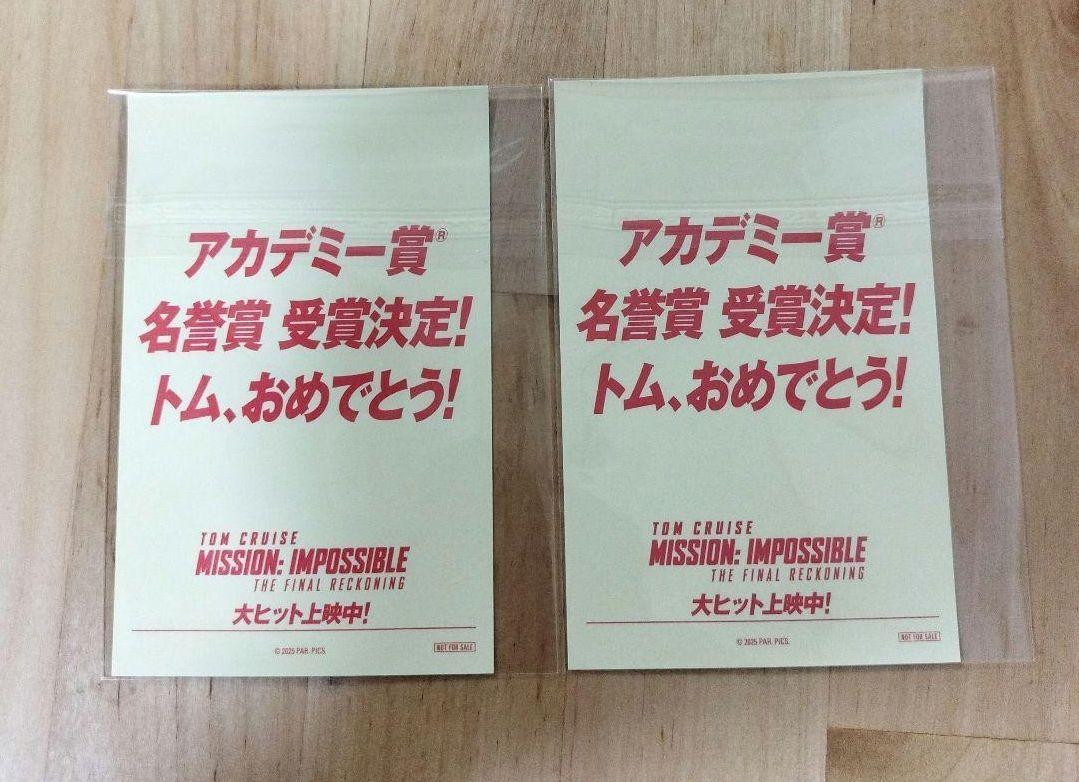 アカデミー賞®
名誉賞 受賞決定!
トム、おめでとう!
TOM CRUISE
MISSION: IMPOSSIBLE
THE FINAL RECKONING
大ヒット上映中!
© 2025 PAR. PICS.
NOT FOR SALE
アカデミー賞®
名誉賞 受賞決定!
トム、おめでとう!
TOM CRUISE
MISSION: IMPOSSIBLE
THE FINAL RECKONING
大ヒット上映中!
© 2025 PAR. PICS.
NOT FOR SALE